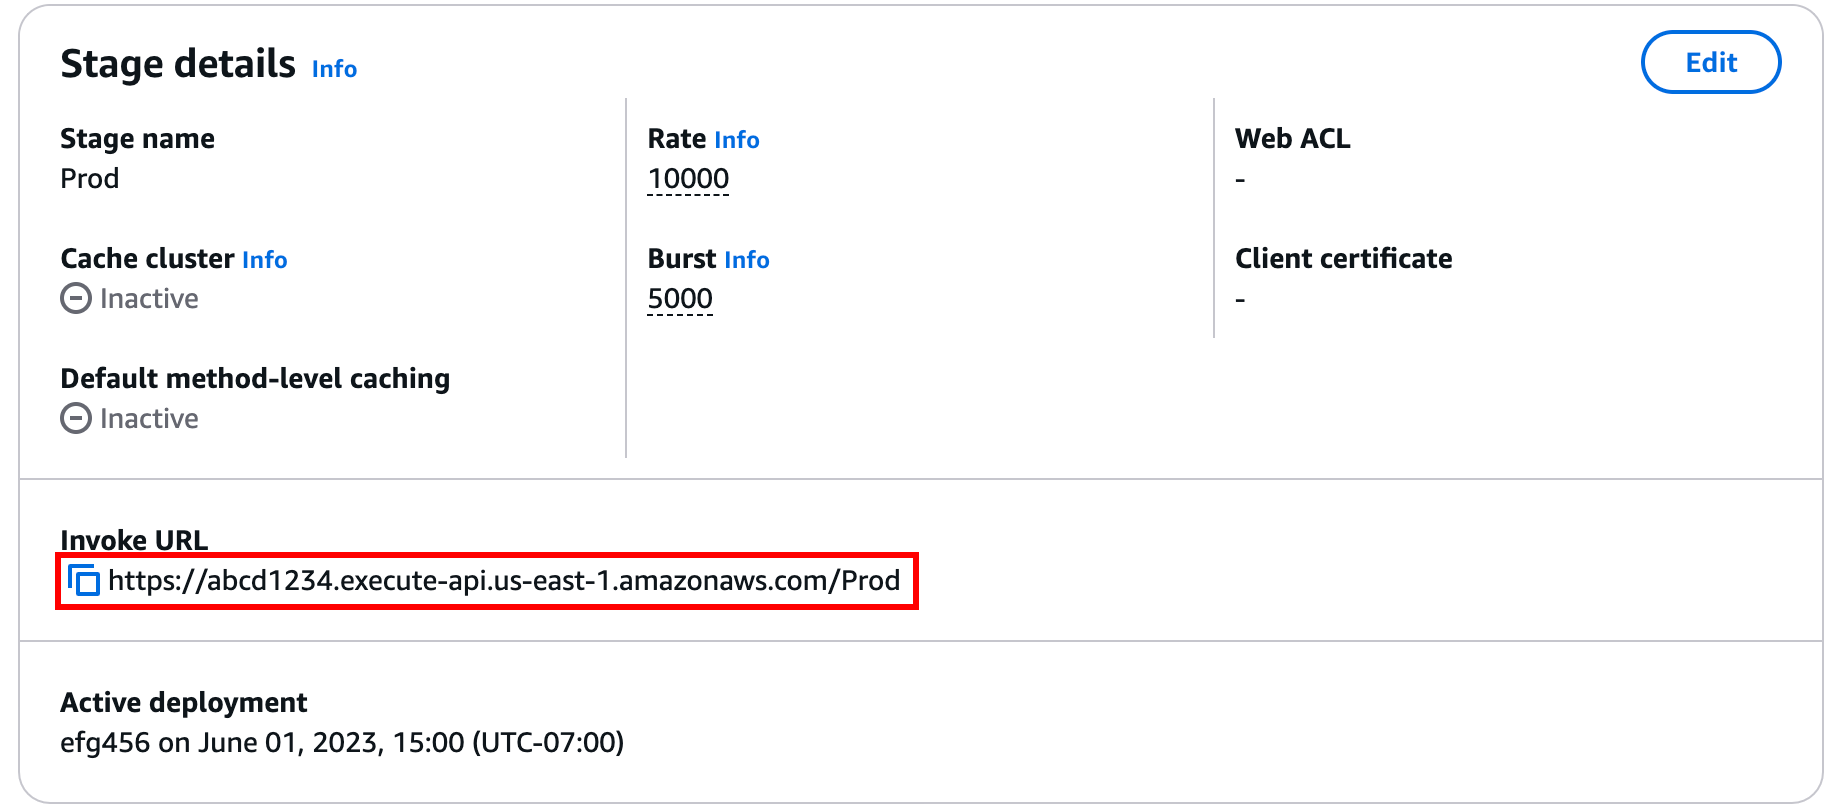 Stage details Info
Edit
Stage name
Prod
Rate Info
10000
Web ACL
-
Cache cluster Info
Inactive
Burst Info
5000
Client certificate
-
Default method-level caching
Inactive
Invoke URL
https://abcd1234.execute-api.us-east-1.amazonaws.com/Prod
Active deployment
efg456 on June 01, 2023, 15:00 (UTC-07:00)